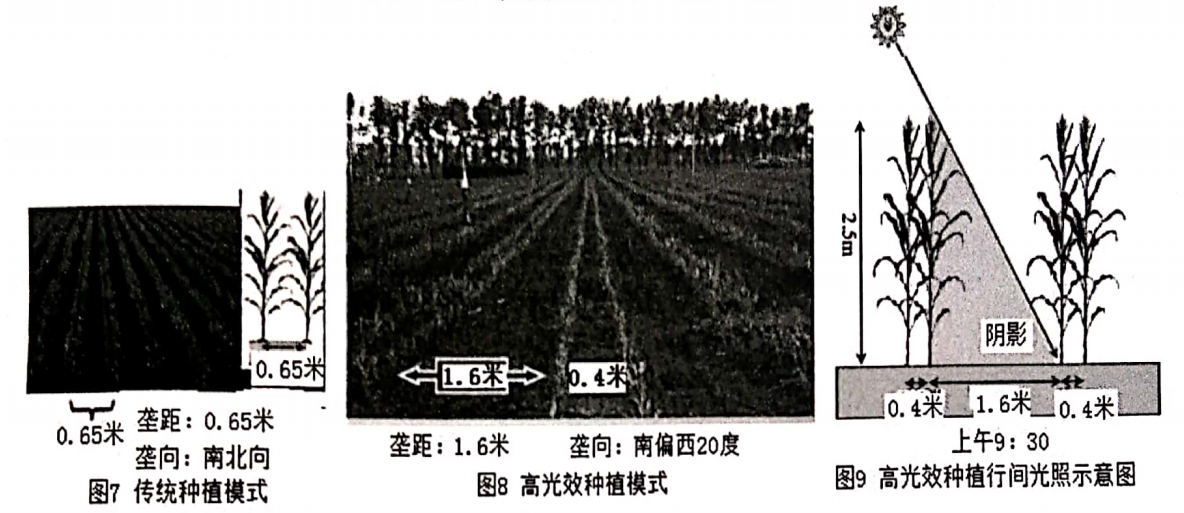 0.65米
0.65米
垄距：0.65米
垄向：南北向
图7 传统种植模式
1.6米
0.4米
垄距：1.6米
垄向：南偏西20度
图8 高光效种植模式
2.5m
阴影
0.4米
1.6米
0.4米
上午9：30
图9 高光效种植行间光照示意图